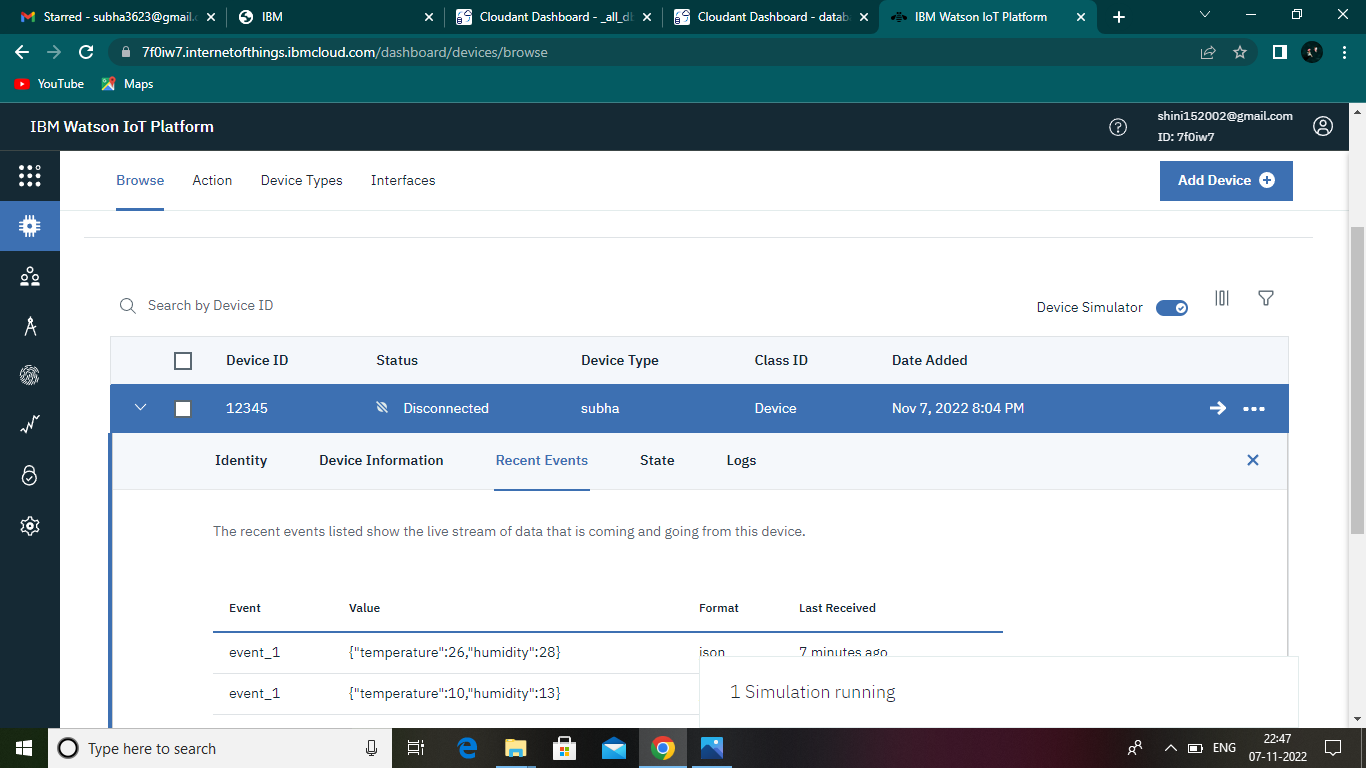 Starred - subha3623@gmail.c
IBM
Cloudant Dashboard - _all_db
Cloudant Dashboard - datab
IBM Watson IoT Platform
7f0iw7.internetofthings.ibmcloud.com/dashboard/devices/browse
YouTube
Maps
IBM Watson IoT Platform
shini152002@gmail.com
ID: 7f0iw7
Browse Action Device Types Interfaces
Add Device
Search by Device ID
Device Simulator
Device ID Status Device Type Class ID Date Added
12345 Disconnected subha Device Nov 7, 2022 8:04 PM
Identity Device Information Recent Events State Logs
The recent events listed show the live stream of data that is coming and going from this device.
Event Value Format Last Received
event_1 {"temperature":26,"humidity":28} json 7 minutes ago
event_1 {"temperature":10,"humidity":13}
1 Simulation running
Type here to search
ENG
22:47
07-11-2022